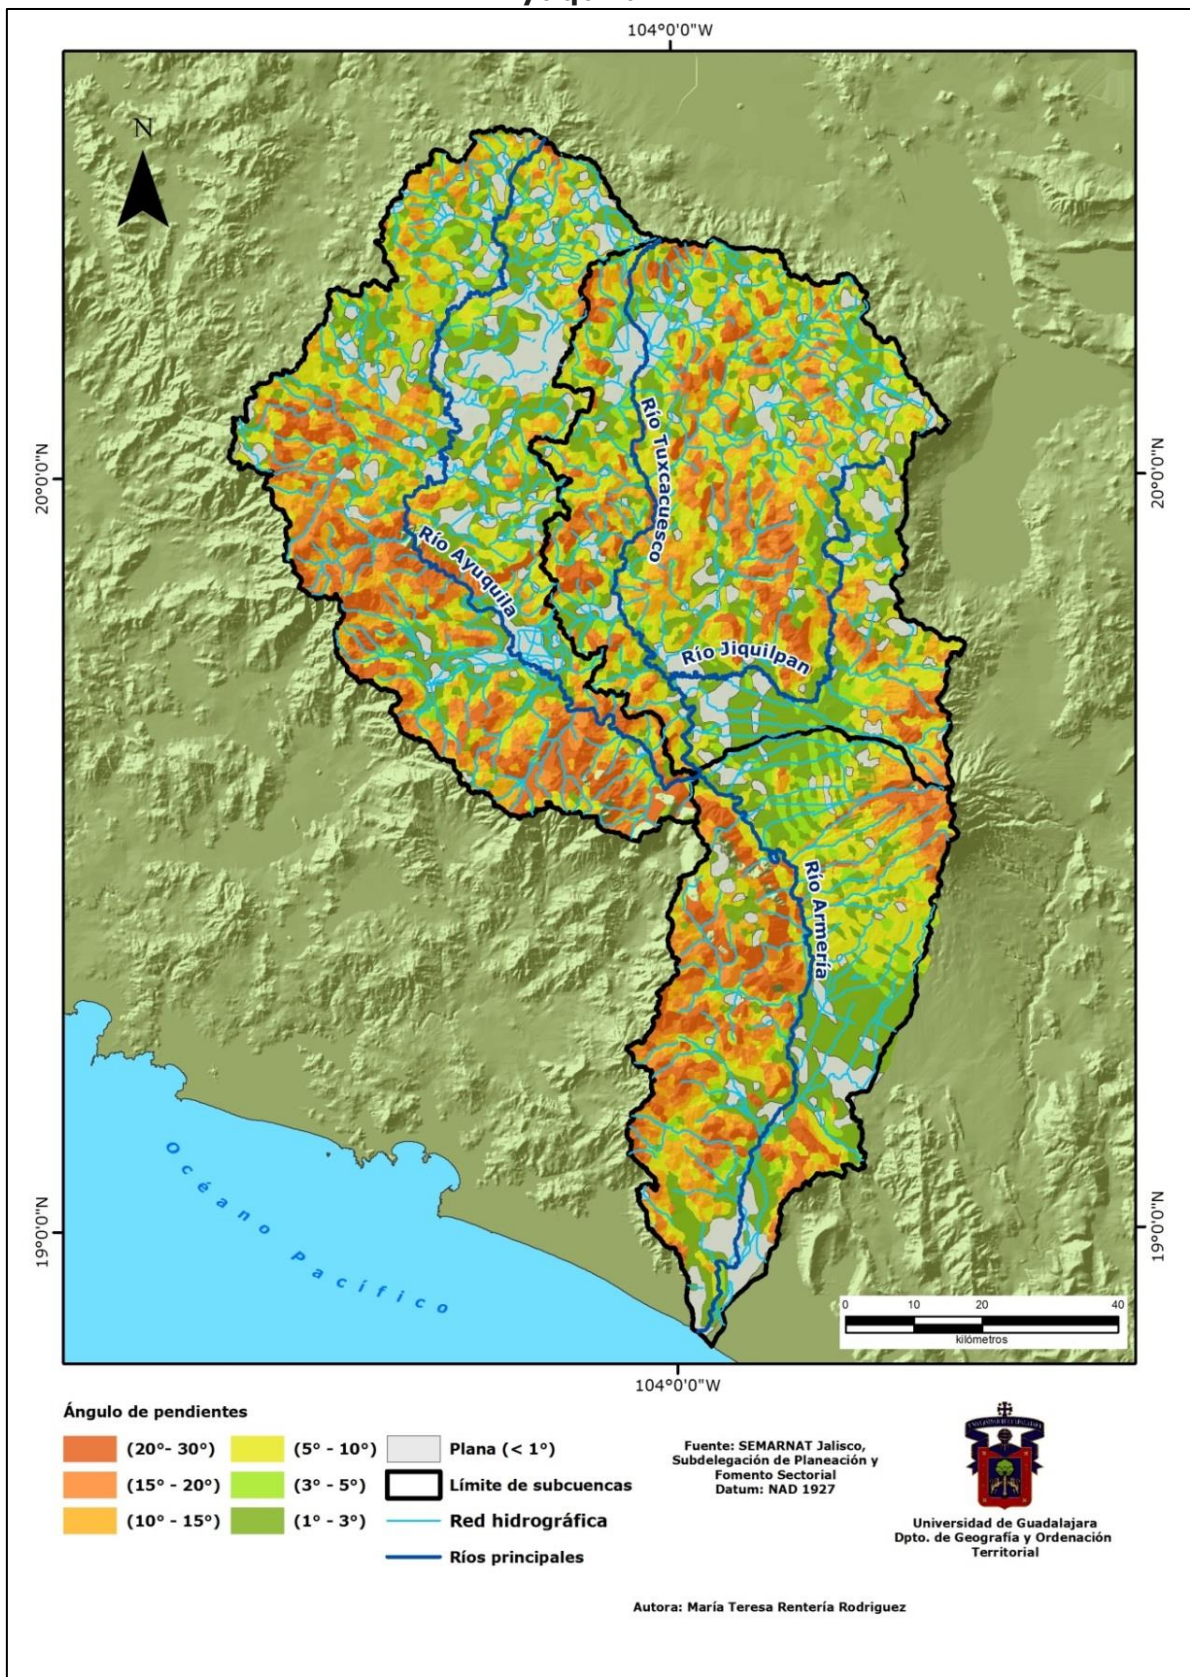 104°0'0"W
N
20°0'0"N
20°0'0"N
Río Tuxcacuesco
Río Ayuquila
Río Jiquilpan
Río Armería
19°0'0"N
19°0'0"N
Océano Pacífico
0 10 20 40
kilómetros
104°0'0"W
Ángulo de pendientes
(20°- 30°)
(15° - 20°)
(10° - 15°)
(5° - 10°)
(3° - 5°)
(1° - 3°)
Plana (< 1°)
Límite de subcuencas
Red hidrográfica
Ríos principales
Fuente: SEMARNAT Jalisco,
Subdelegación de Planeación y
Fomento Sectorial
Datum: NAD 1927
Universidad de Guadalajara
Dpto. de Geografía y Ordenación
Territorial
Autora: María Teresa Rentería Rodriguez